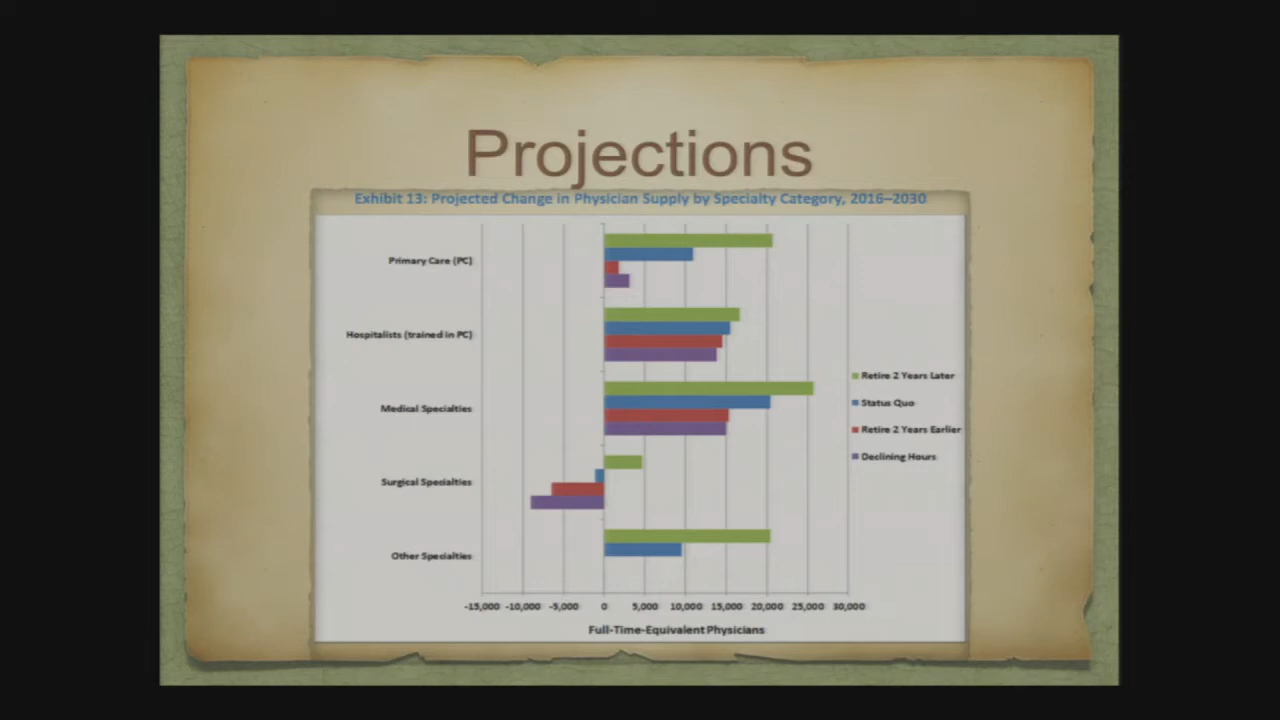 Projections
Exhibit 13: Projected Change in Physician Supply by Specialty Category, 2016–2030
Primary Care (PC)
Hospitalists (trained in PC)
Medical Specialties
Surgical Specialties
Other Specialties
Retire 2 Years Later
Status Quo
Retire 2 Years Earlier
Declining Hours
-15,000 -10,000 -5,000 0 5,000 10,000 15,000 20,000 25,000 30,000
Full-Time-Equivalent Physicians